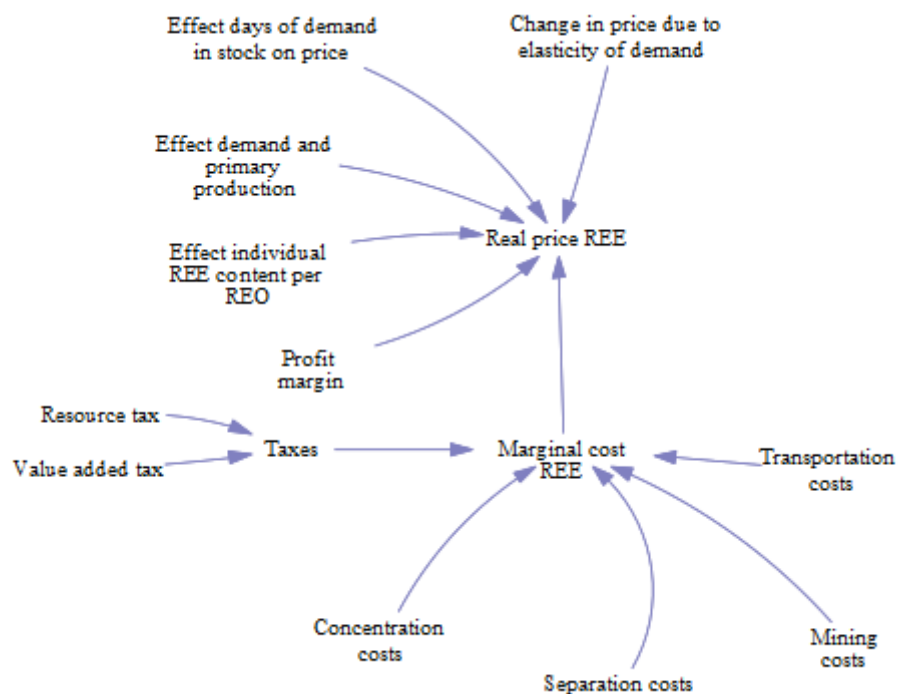 Effect days of demand
in stock on price
Change in price due to
elasticity of demand
Effect demand and
primary
production
Real price REE
Effect individual
REE content per
REO
Profit
margin
Resource tax
Taxes
Value added tax
Marginal cost
REE
Transportation
costs
Concentration
costs
Mining
costs
Separation costs